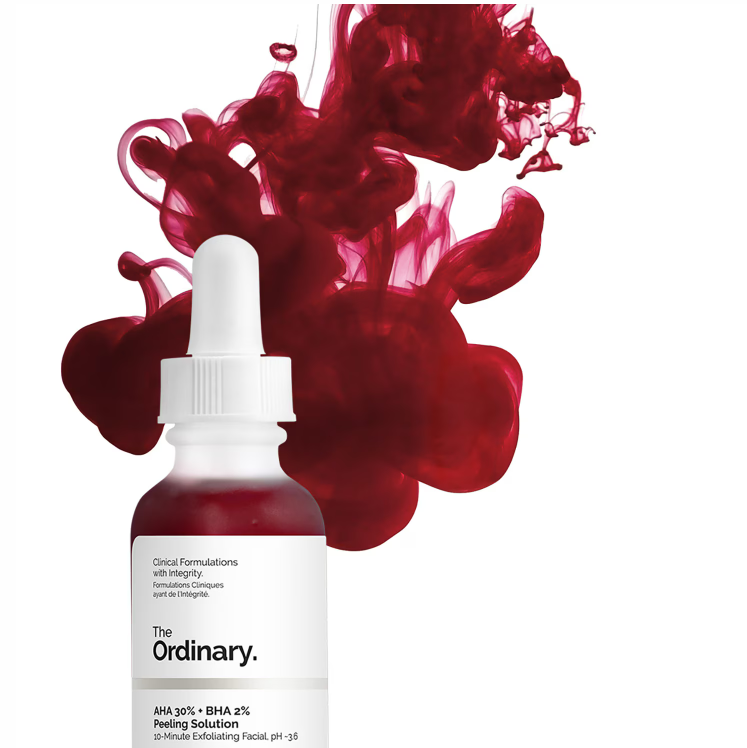 Clinical Formulations
with Integrity.
Formulations Cliniques
ayant de l'Intégrité.
The
Ordinary.
AHA 30% + BHA 2%
Peeling Solution
10-Minute Exfoliating Facial, pH ~3.6